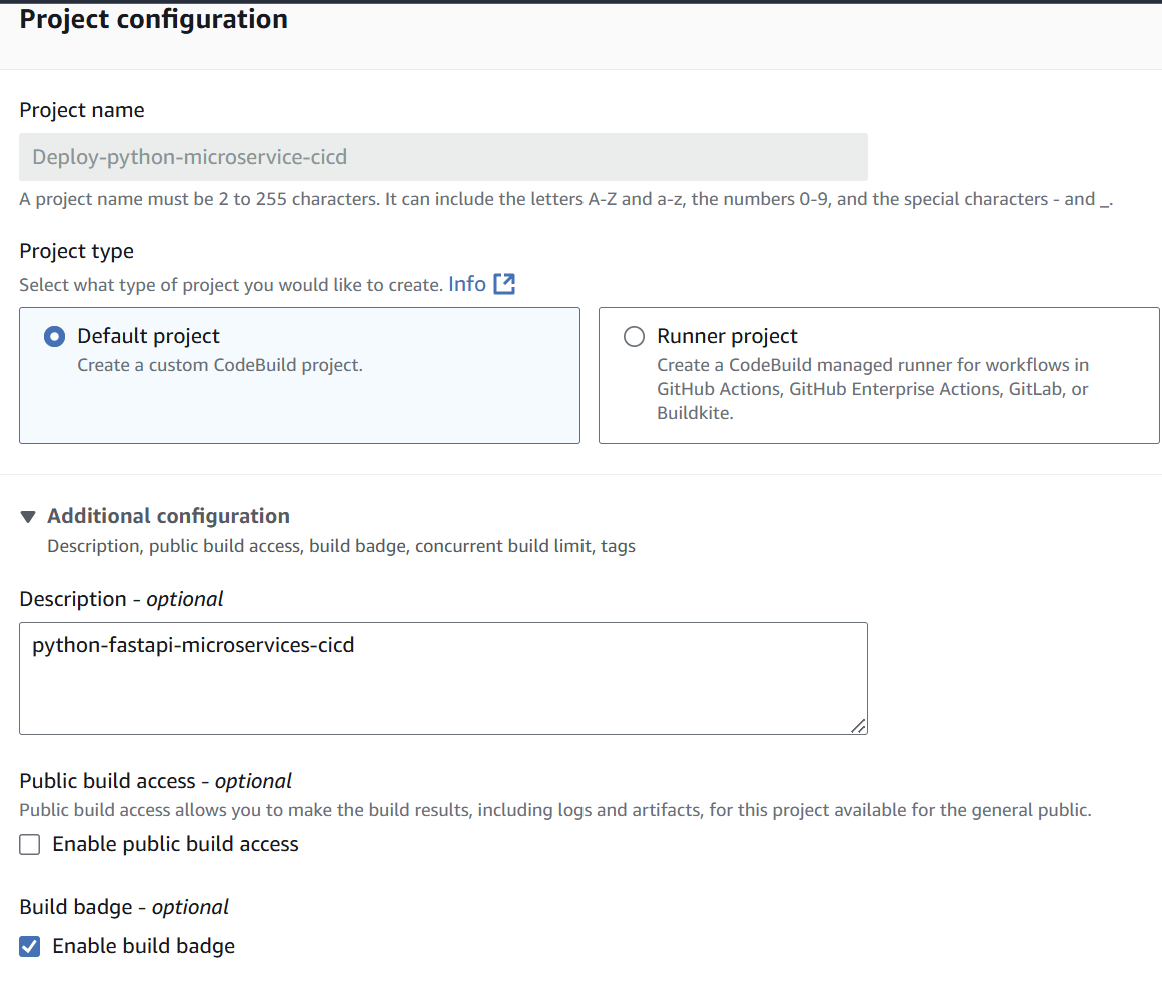 Project configuration
Project name
Deploy-python-microservice-cicd
A project name must be 2 to 255 characters. It can include the letters A-Z and a-z, the numbers 0-9, and the special characters - and _.
Project type
Select what type of project you would like to create. Info
Default project
Create a custom CodeBuild project.
Runner project
Create a CodeBuild managed runner for workflows in
GitHub Actions, GitHub Enterprise Actions, GitLab, or
Buildkite.
Additional configuration
Description, public build access, build badge, concurrent build limit, tags
Description - optional
python-fastapi-microservices-cicd
Public build access - optional
Public build access allows you to make the build results, including logs and artifacts, for this project available for the general public.
Enable public build access
Build badge - optional
Enable build badge